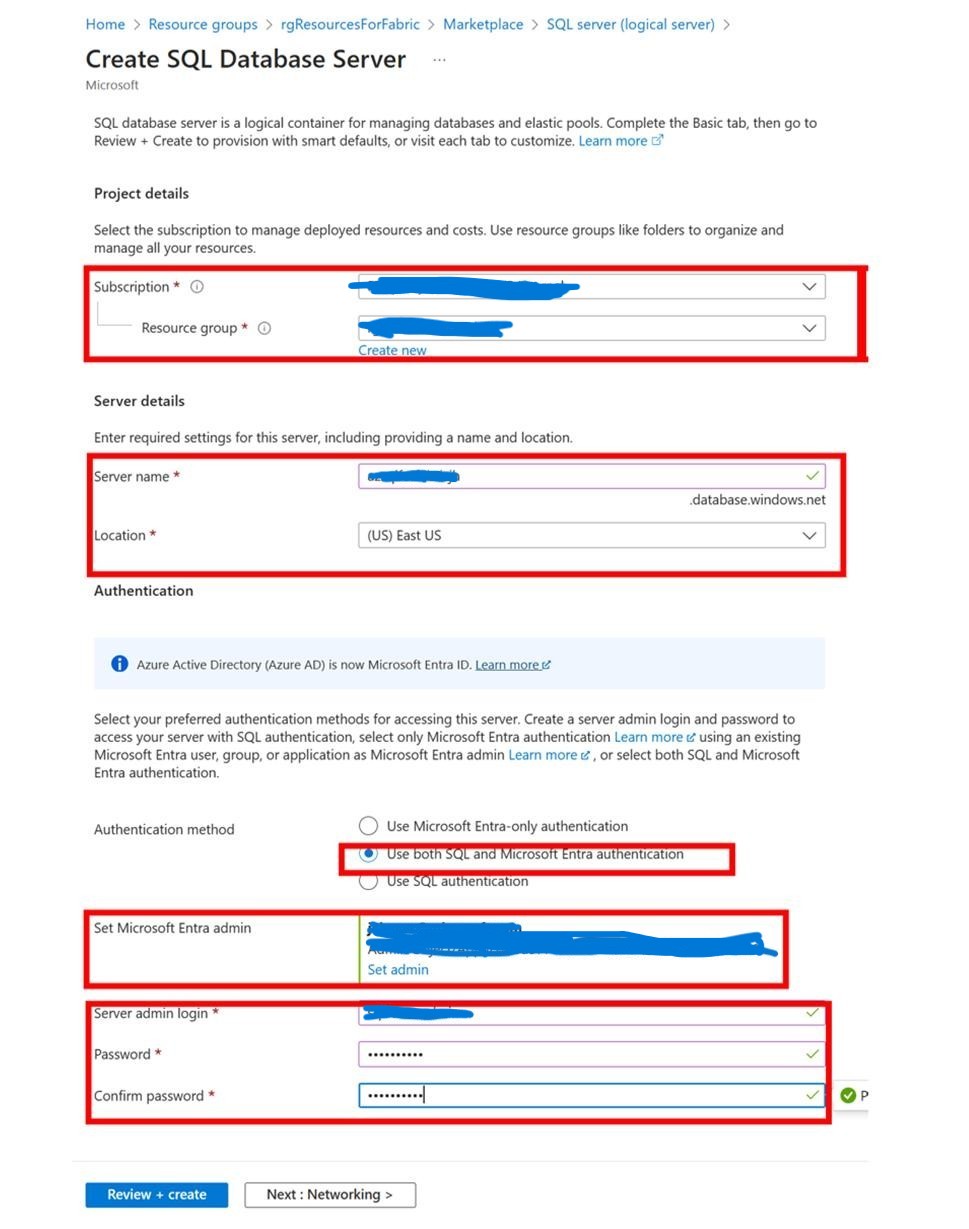 Home > Resource groups > rgResourcesForFabric > Marketplace > SQL server (logical server) >
Create SQL Database Server ...
Microsoft
SQL database server is a logical container for managing databases and elastic pools. Complete the Basic tab, then go to
Review + Create to provision with smart defaults, or visit each tab to customize. Learn more
Project details
Select the subscription to manage deployed resources and costs. Use resource groups like folders to organize and
manage all your resources.
Subscription *
Resource group *
Create new
Server details
Enter required settings for this server, including providing a name and location.
Server name *
.database.windows.net
Location * (US) East US
Authentication
Azure Active Directory (Azure AD) is now Microsoft Entra ID. Learn more
Select your preferred authentication methods for accessing this server. Create a server admin login and password to
access your server with SQL authentication, select only Microsoft Entra authentication Learn more using an existing
Microsoft Entra user, group, or application as Microsoft Entra admin Learn more , or select both SQL and Microsoft
Entra authentication.
Authentication method
Use Microsoft Entra-only authentication
Use both SQL and Microsoft Entra authentication
Use SQL authentication
Set Microsoft Entra admin
Set admin
Server admin login *
Password * ••••••••••
Confirm password * ••••••••••
P
Review + create Next : Networking >